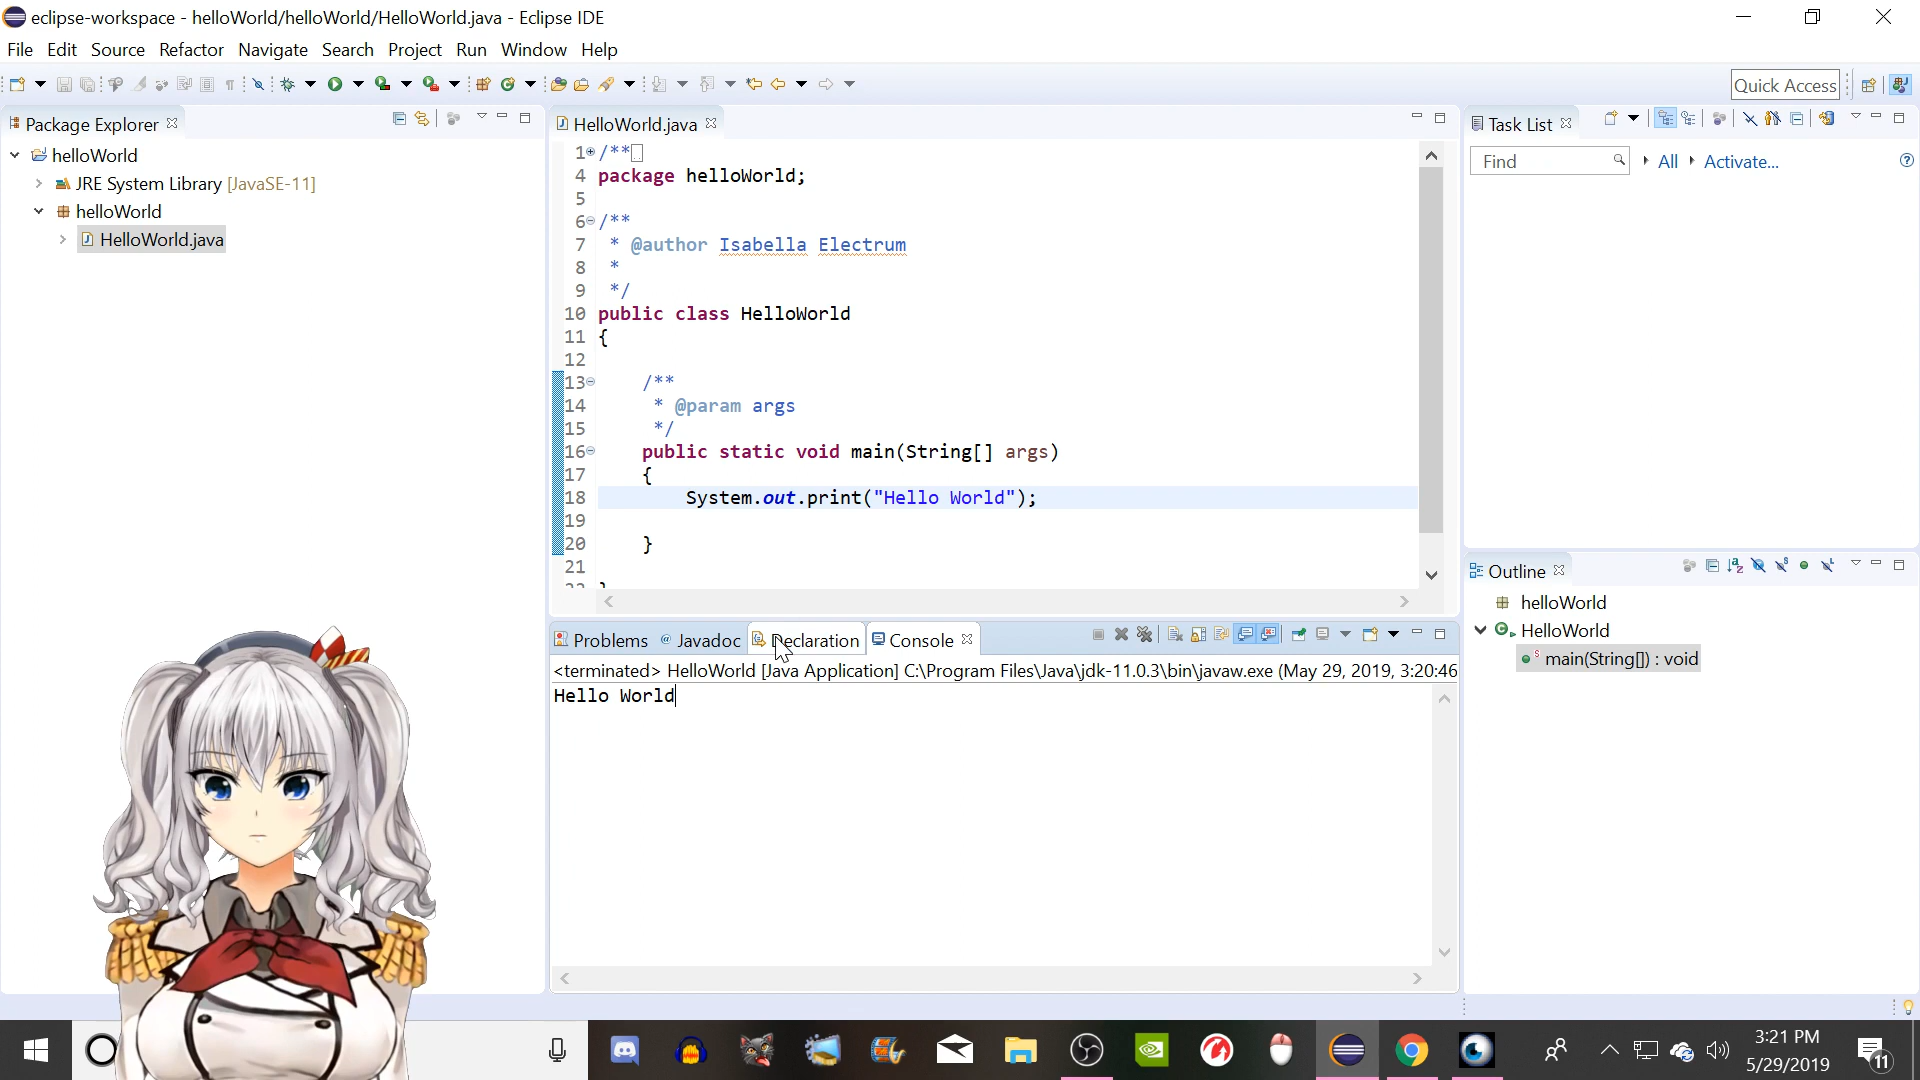 eclipse-workspace - helloWorld/helloWorld/HelloWorld.java - Eclipse IDE
File Edit Source Refactor Navigate Search Project Run Window Help
Quick Access
Package Explorer
helloWorld
JRE System Library [JavaSE-11]
helloWorld
HelloWorld.java
HelloWorld.java
1 /**
4 package helloWorld;
5
6 /**
7 * @author Isabella Electrum
8 *
9 */
10 public class HelloWorld
11 {
12
13 /**
14 * @param args
15 */
16 public static void main(String[] args)
17 {
18 System.out.print("Hello World");
19
20 }
21
Problems Javadoc Declaration Console
<terminated> HelloWorld [Java Application] C:\Program Files\Java\jdk-11.0.3\bin\javaw.exe (May 29, 2019, 3:20:46
Hello World
Task List
Find All Activate...
Outline
helloWorld
HelloWorld
main(String[]) : void
3:21 PM
5/29/2019
11